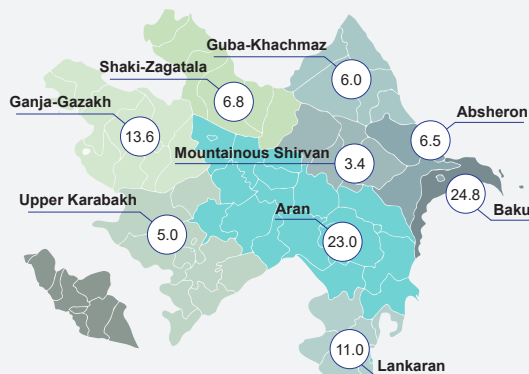 Guba-Khachmaz
6.0
Shaki-Zagatala
6.8
Ganja-Gazakh
13.6
Absheron
6.5
Mountainous Shirvan
3.4
Upper Karabakh
5.0
Aran
23.0
24.8
Baku
11.0
Lankaran